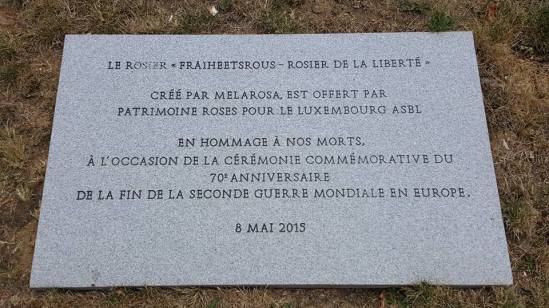 LE ROSIER « FRAIHEETSROUS – ROSIER DE LA LIBERTÉ »
CRÉÉ PAR MELAROSA, EST OFFERT PAR
PATRIMOINE ROSES POUR LE LUXEMBOURG ASBL
EN HOMMAGE À NOS MORTS,
À L'OCCASION DE LA CÉRÉMONIE COMMÉMORATIVE DU
70E ANNIVERSAIRE
DE LA FIN DE LA SECONDE GUERRE MONDIALE EN EUROPE.
8 MAI 2015